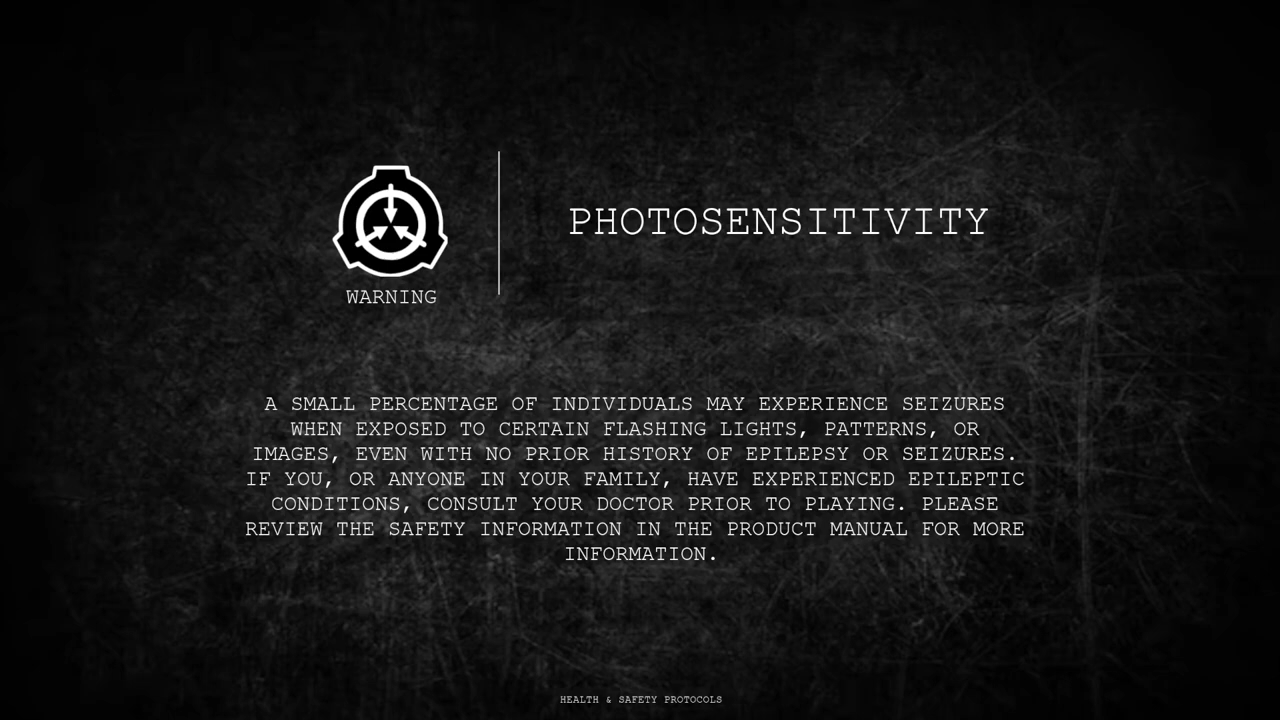 WARNING
PHOTOSENSITIVITY
A SMALL PERCENTAGE OF INDIVIDUALS MAY EXPERIENCE SEIZURES
WHEN EXPOSED TO CERTAIN FLASHING LIGHTS, PATTERNS, OR
IMAGES, EVEN WITH NO PRIOR HISTORY OF EPILEPSY OR SEIZURES.
IF YOU, OR ANYONE IN YOUR FAMILY, HAVE EXPERIENCED EPILEPTIC
CONDITIONS, CONSULT YOUR DOCTOR PRIOR TO PLAYING. PLEASE
REVIEW THE SAFETY INFORMATION IN THE PRODUCT MANUAL FOR MORE
INFORMATION.
HEALTH & SAFETY PROTOCOLS